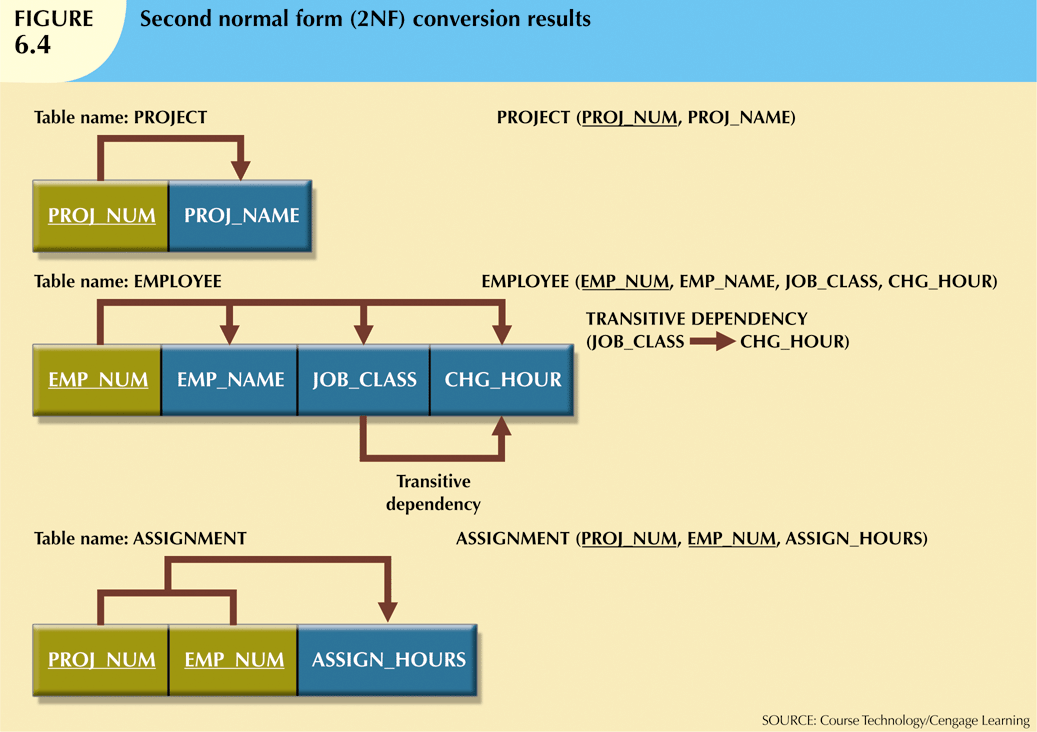 FIGURE
6.4
Second normal form (2NF) conversion results
Table name: PROJECT
PROJECT (PROJ_NUM, PROJ_NAME)
PROJ_NUM
PROJ_NAME
Table name: EMPLOYEE
EMPLOYEE (EMP_NUM, EMP_NAME, JOB_CLASS, CHG_HOUR)
TRANSITIVE DEPENDENCY
(JOB_CLASS CHG_HOUR)
EMP_NUM
EMP_NAME
JOB_CLASS
CHG_HOUR
Transitive
dependency
Table name: ASSIGNMENT
ASSIGNMENT (PROJ_NUM, EMP_NUM, ASSIGN_HOURS)
PROJ_NUM
EMP_NUM
ASSIGN_HOURS
SOURCE: Course Technology/Cengage Learning